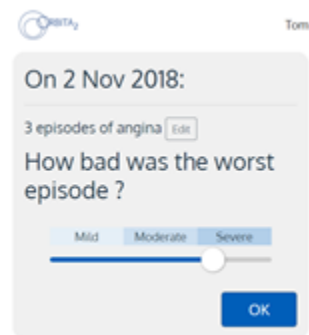 ORBITA2
Tom
On 2 Nov 2018:
3 episodes of angina Edit
How bad was the worst
episode ?
Mild Moderate Severe
OK